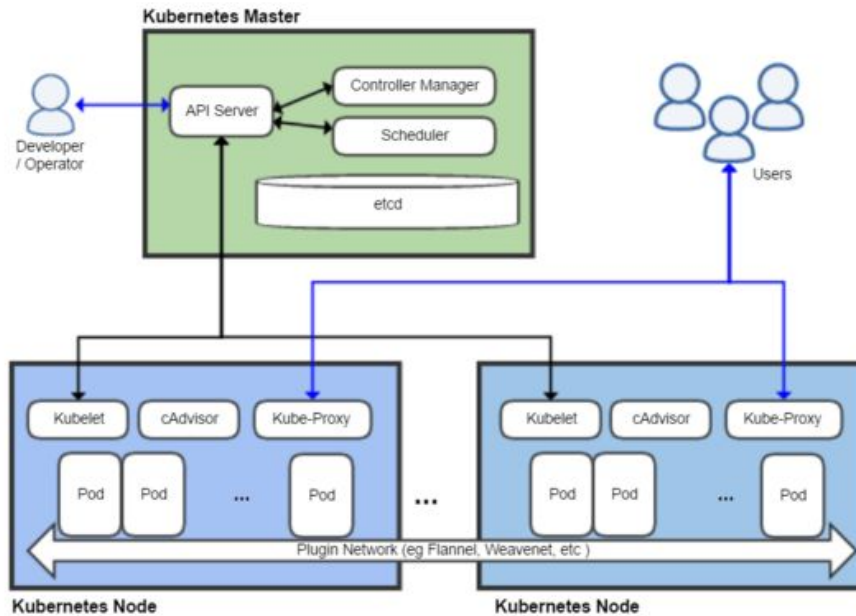 Kubernetes Master
API Server
Controller Manager
Scheduler
etcd
Developer
/ Operator
Users
Kubelet
cAdvisor
Kube-Proxy
Pod
Pod
...
Pod
...
Kubelet
cAdvisor
Kube-Proxy
Pod
Pod
...
Pod
Plugin Network (eg Flannel, Weavenet, etc )
Kubernetes Node
Kubernetes Node